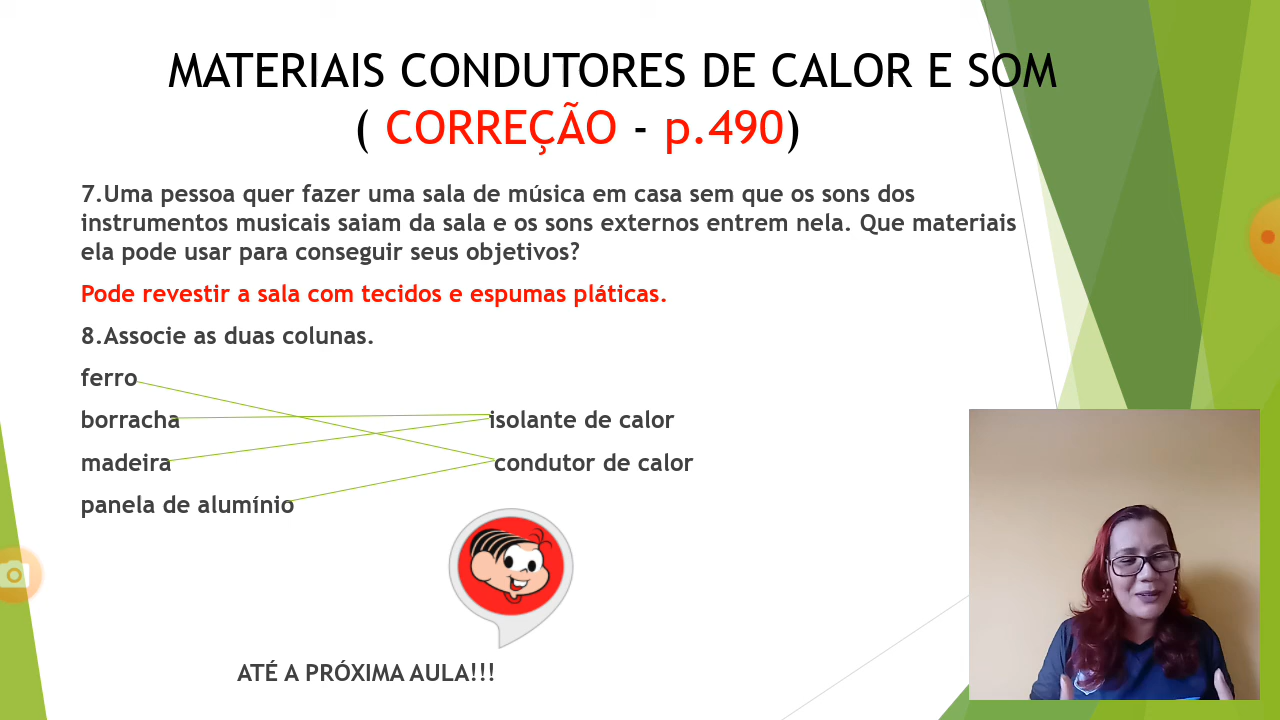 MATERIAIS CONDUTORES DE CALOR E SOM
( CORREÇÃO - p.490)
7.Uma pessoa quer fazer uma sala de música em casa sem que os sons dos
instrumentos musicais saiam da sala e os sons externos entrem nela. Que materiais
ela pode usar para conseguir seus objetivos?
Pode revestir a sala com tecidos e espumas pláticas.
8.Associe as duas colunas.
ferro
borracha isolante de calor
madeira condutor de calor
panela de alumínio
ATÉ A PRÓXIMA AULA!!!